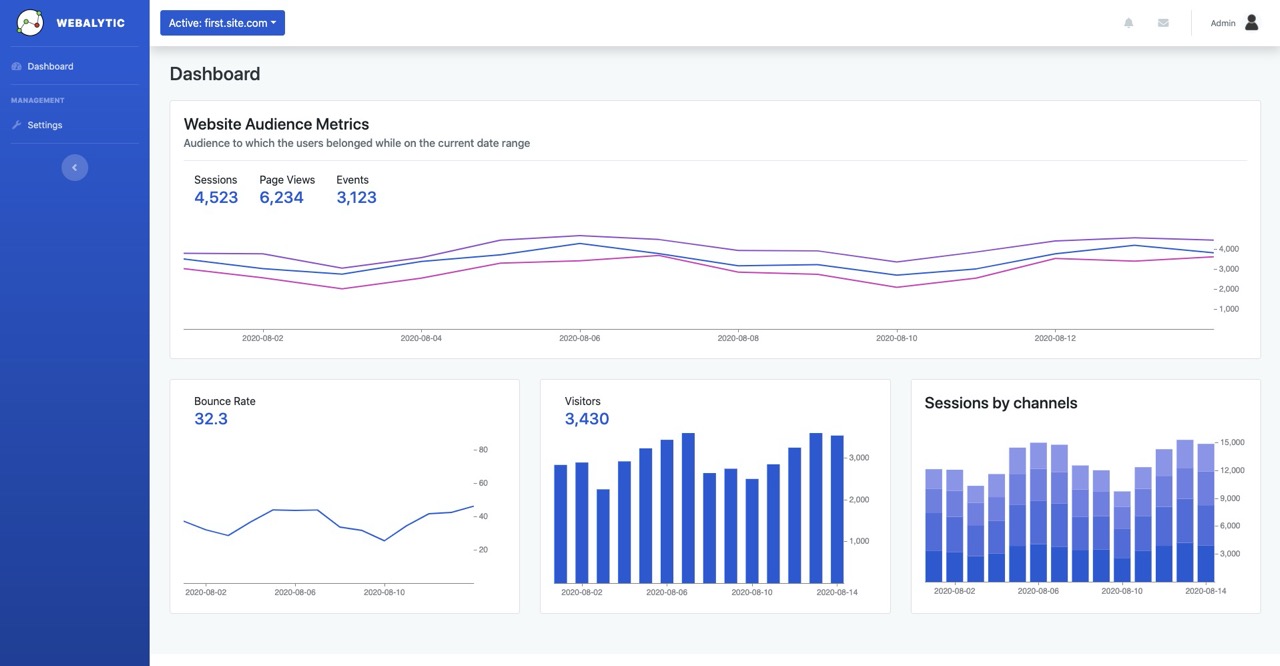 WEBALYTIC
Active: first.site.com
Admin
Dashboard
MANAGEMENT
Settings
Dashboard
Website Audience Metrics
Audience to which the users belonged while on the current date range
Sessions Page Views Events
4,523 6,234 3,123
4,000
3,000
2,000
1,000
2020-08-02 2020-08-04 2020-08-06 2020-08-08 2020-08-10 2020-08-12
Bounce Rate
32.3
80
60
40
20
2020-08-02 2020-08-06 2020-08-10
Visitors
3,430
3,000
2,000
1,000
2020-08-02 2020-08-06 2020-08-10 2020-08-14
Sessions by channels
15,000
12,000
9,000
6,000
3,000
2020-08-02 2020-08-06 2020-08-10 2020-08-14